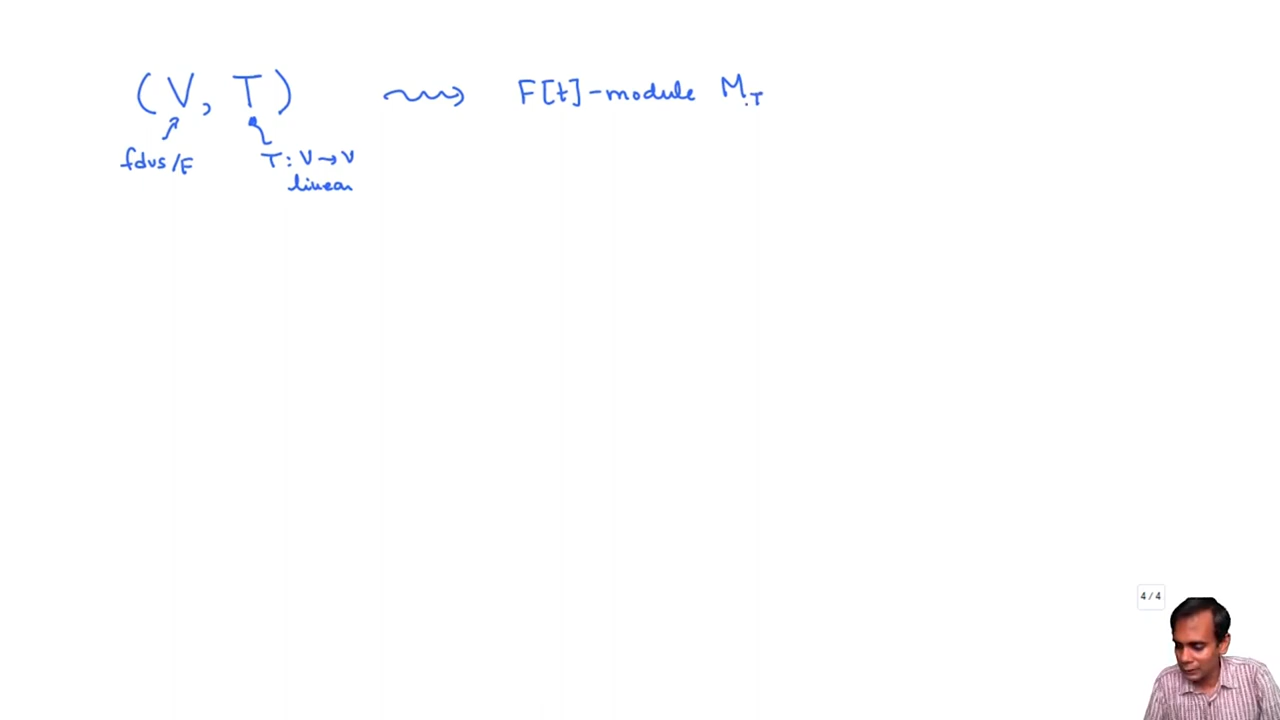 (V, T) ⇝ F[t]-module M_T
fdvs/F T: V→V
linear
4 / 4